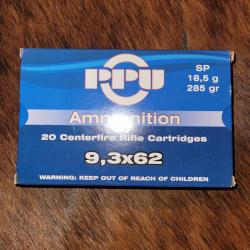 PPU
SP
18,5 g
285 gr
Ammunition
20 Centerfire Rifle Cartridges
9,3x62
WARNING: KEEP OUT OF REACH OF CHILDREN